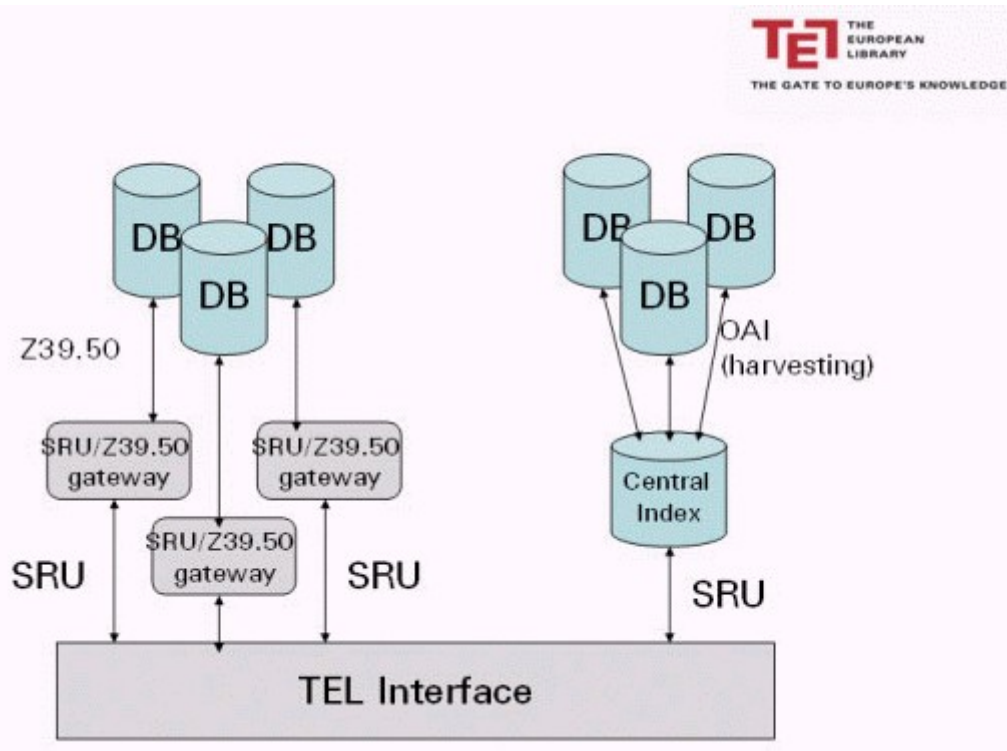 TEL THE
EUROPEAN
LIBRARY
THE GATE TO EUROPE'S KNOWLEDGE
DB
DB
DB
DB
DB
DB
Z39.50
OAI
(harvesting)
SRU/Z39.50
gateway
SRU/Z39.50
gateway
SRU/Z39.50
gateway
Central
Index
SRU
SRU
SRU
TEL Interface